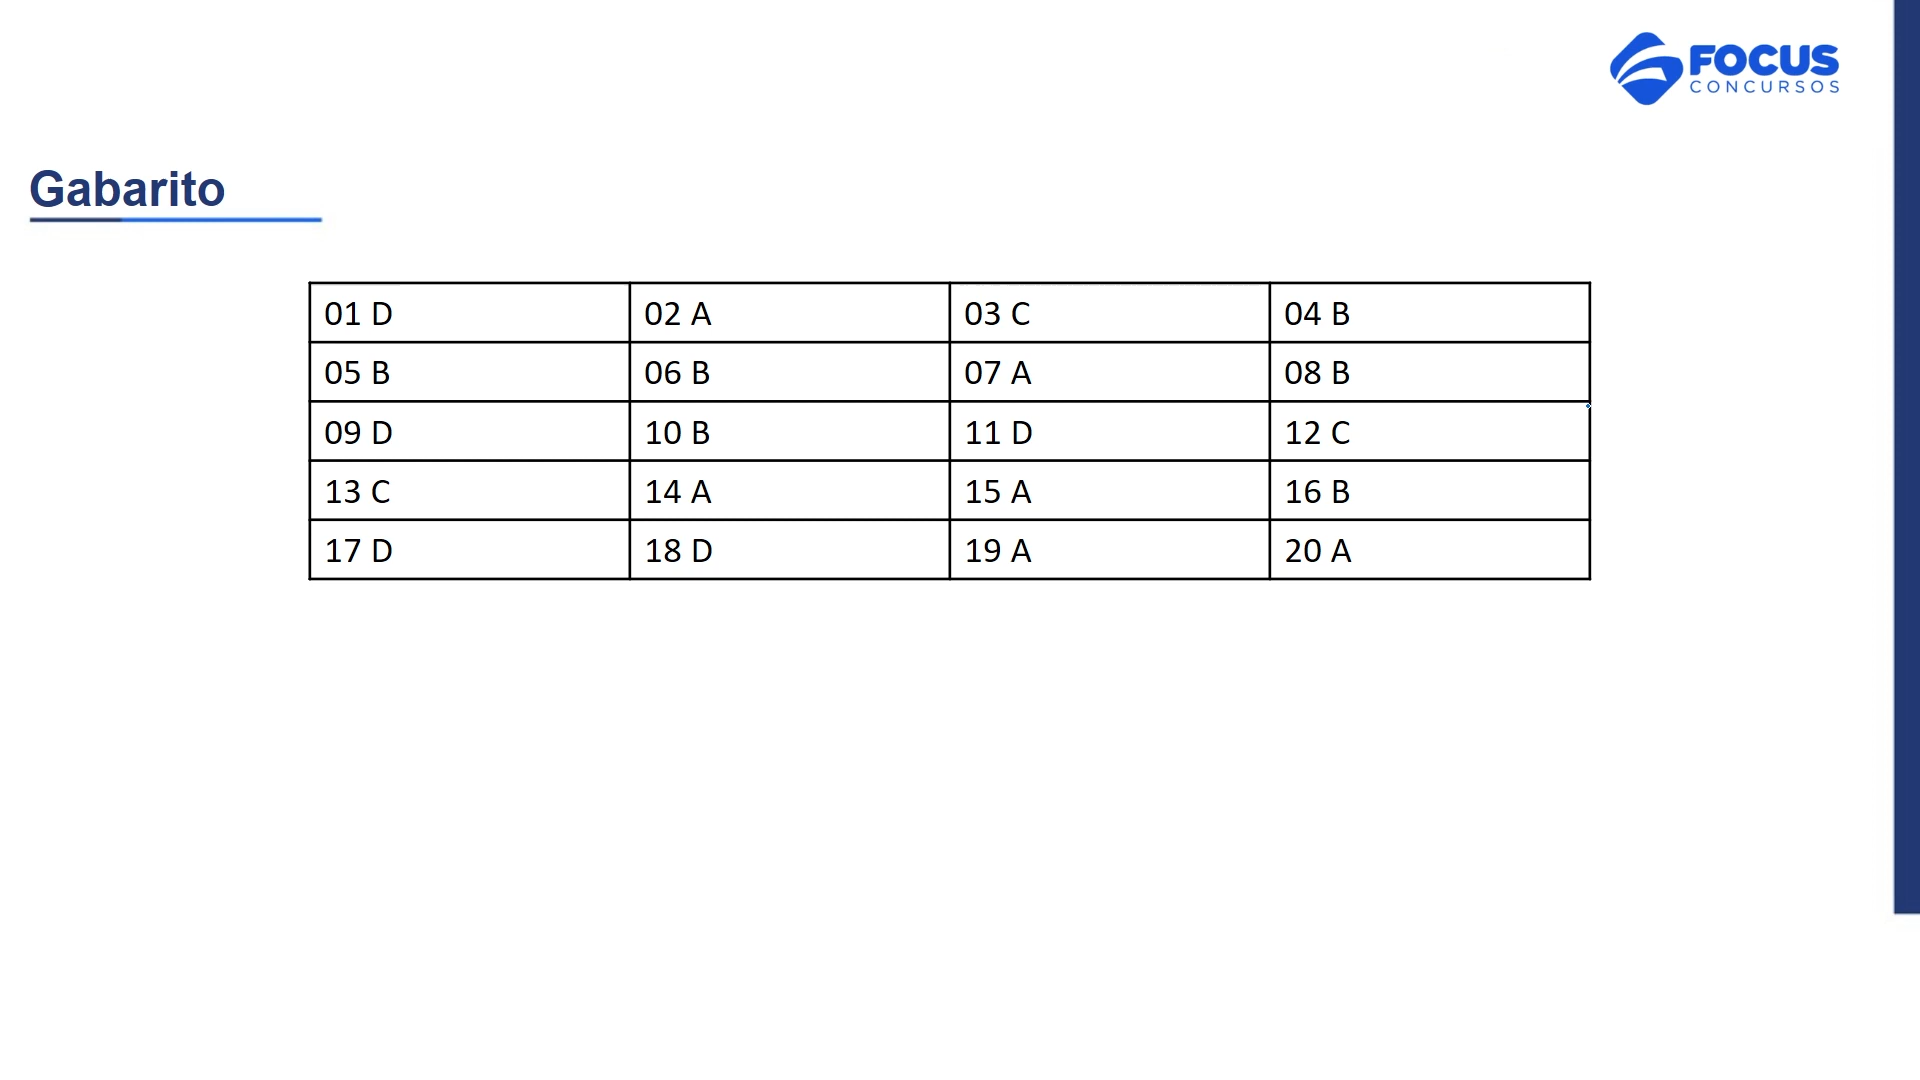 FOCUS
CONCURSOS
Gabarito
01 D 02 A 03 C 04 B
05 B 06 B 07 A 08 B
09 D 10 B 11 D 12 C
13 C 14 A 15 A 16 B
17 D 18 D 19 A 20 A